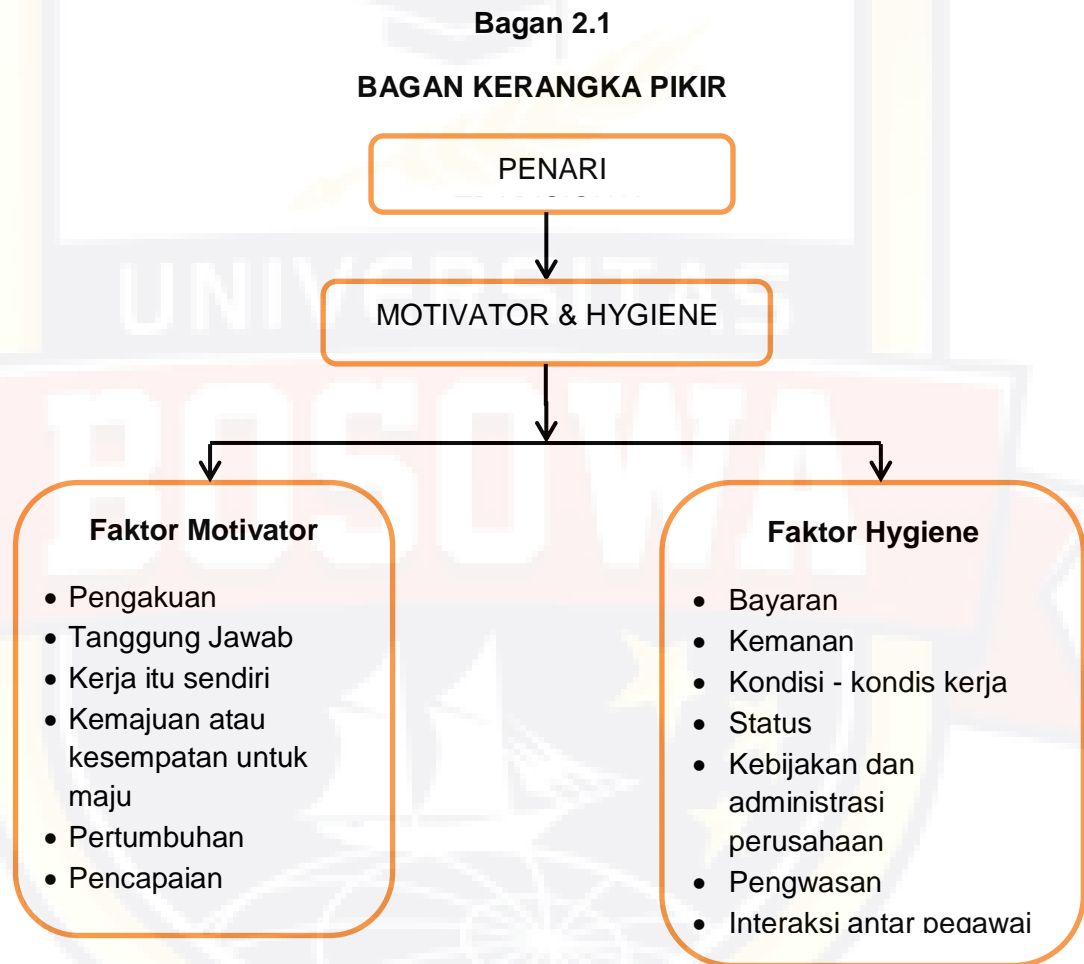 Bagan 2.1
BAGAN KERANGKA PIKIR
PENARI
MOTIVATOR & HYGIENE
UNIVERSITAS
BOSOWA
Faktor Motivator
• Pengakuan
• Tanggung Jawab
• Kerja itu sendiri
• Kemajuan atau
kesempatan untuk
maju
• Pertumbuhan
• Pencapaian
Faktor Hygiene
• Bayaran
• Kemanan
• Kondisi - kondis kerja
• Status
• Kebijakan dan
administrasi
perusahaan
• Pengwasan
• Interaksi antar pegawai